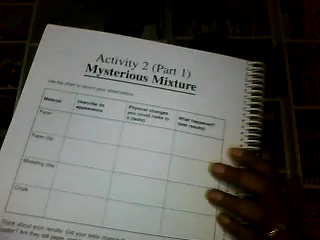 Activity 2 (Part 1)
Mysterious Mixture
Use the chart to record your observations.
Material
Describe its
appearance
Physical changes
you could make to
it (tests)
What happened?
(test results)
Paper
Paper clip
Modeling clay
Chalk